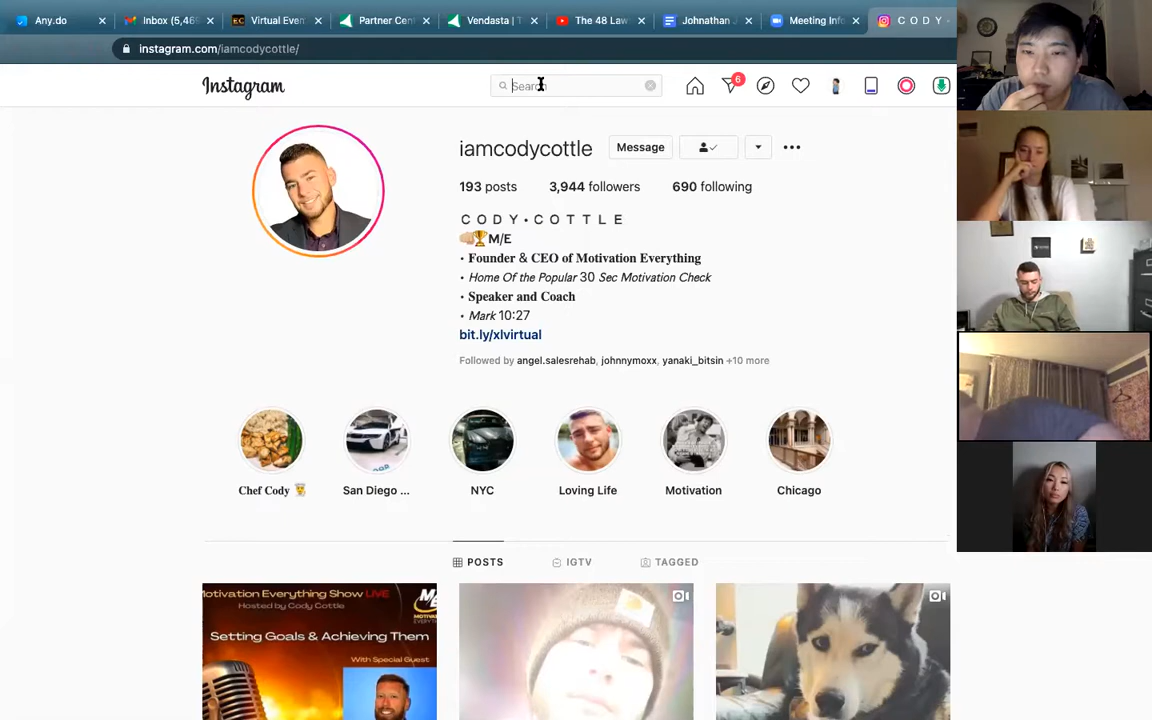 Any.do
Inbox (5,46
Virtual Even
Partner Cen
Vendasta | T
The 48 Law
Johnathan J
Meeting Info
C O D Y •
instagram.com/iamcodycottle/
Instagram
Search
6
iamcodycottle
Message
193 posts
3,944 followers
690 following
C O D Y • C O T T L E
M/E
• Founder & CEO of Motivation Everything
• Home Of the Popular 30 Sec Motivation Check
• Speaker and Coach
• Mark 10:27
bit.ly/xlvirtual
Followed by angel.salesrehab, johnnymoxx, yanaki_bitsin +10 more
Chef Cody
San Diego ...
NYC
Loving Life
Motivation
Chicago
POSTS
IGTV
TAGGED
otivation Everything Show LIVE
Hosted by Cody Cottle
Setting Goals & Achieving Them
With Special Guest